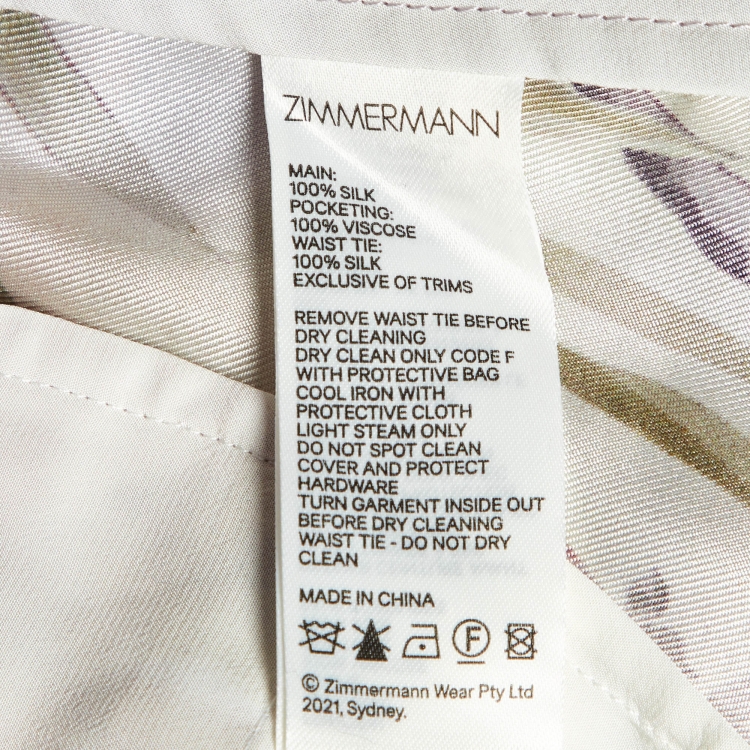 ZIMMERMANN
MAIN:
100% SILK
POCKETING:
100% VISCOSE
WAIST TIE:
100% SILK
EXCLUSIVE OF TRIMS
REMOVE WAIST TIE BEFORE
DRY CLEANING
DRY CLEAN ONLY CODE F
WITH PROTECTIVE BAG
COOL IRON WITH
PROTECTIVE CLOTH
LIGHT STEAM ONLY
DO NOT SPOT CLEAN
COVER AND PROTECT
HARDWARE
TURN GARMENT INSIDE OUT
BEFORE DRY CLEANING
WAIST TIE - DO NOT DRY
CLEAN
MADE IN CHINA
F
© Zimmermann Wear Pty Ltd
2021, Sydney.